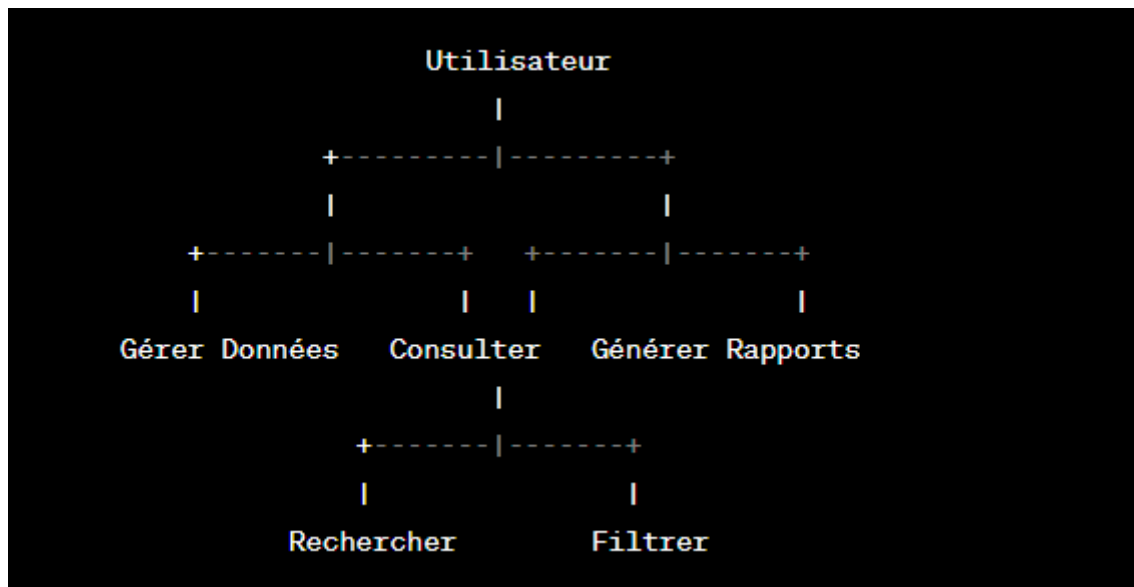 Utilisateur
|
+---------|---------+
| |
+-------|-------+ +-------|-------+
| | | |
Gérer Données Consulter Générer Rapports
|
+-------|-------+
| |
Rechercher Filtrer